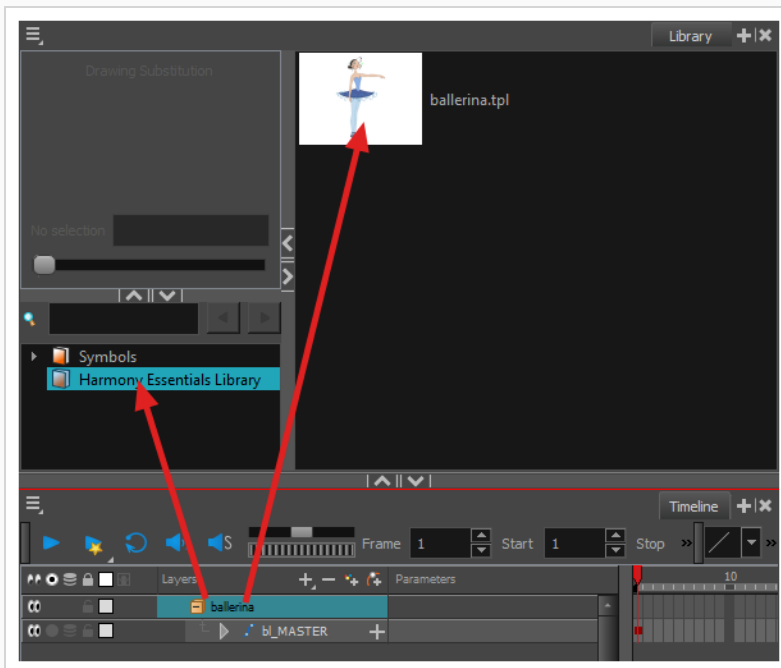 Library
Drawing Substitution
ballerina.tpl
No selection
Symbols
Harmony Essentials Library
Timeline
S Frame 1 Start 1 Stop
Layers Parameters 10
ballerina
bl_MASTER